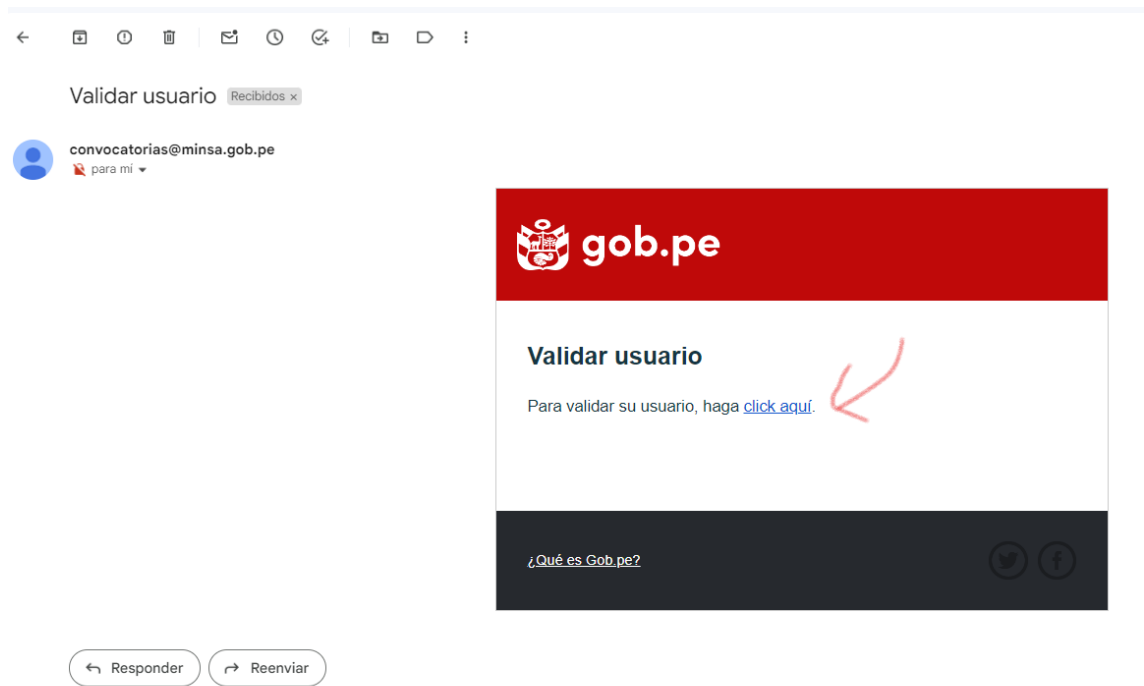 Validar usuario Recibidos ×
convocatorias@minsa.gob.pe
para mí
gob.pe
Validar usuario
Para validar su usuario, haga click aquí.
¿Qué es Gob.pe?
Responder Reenviar